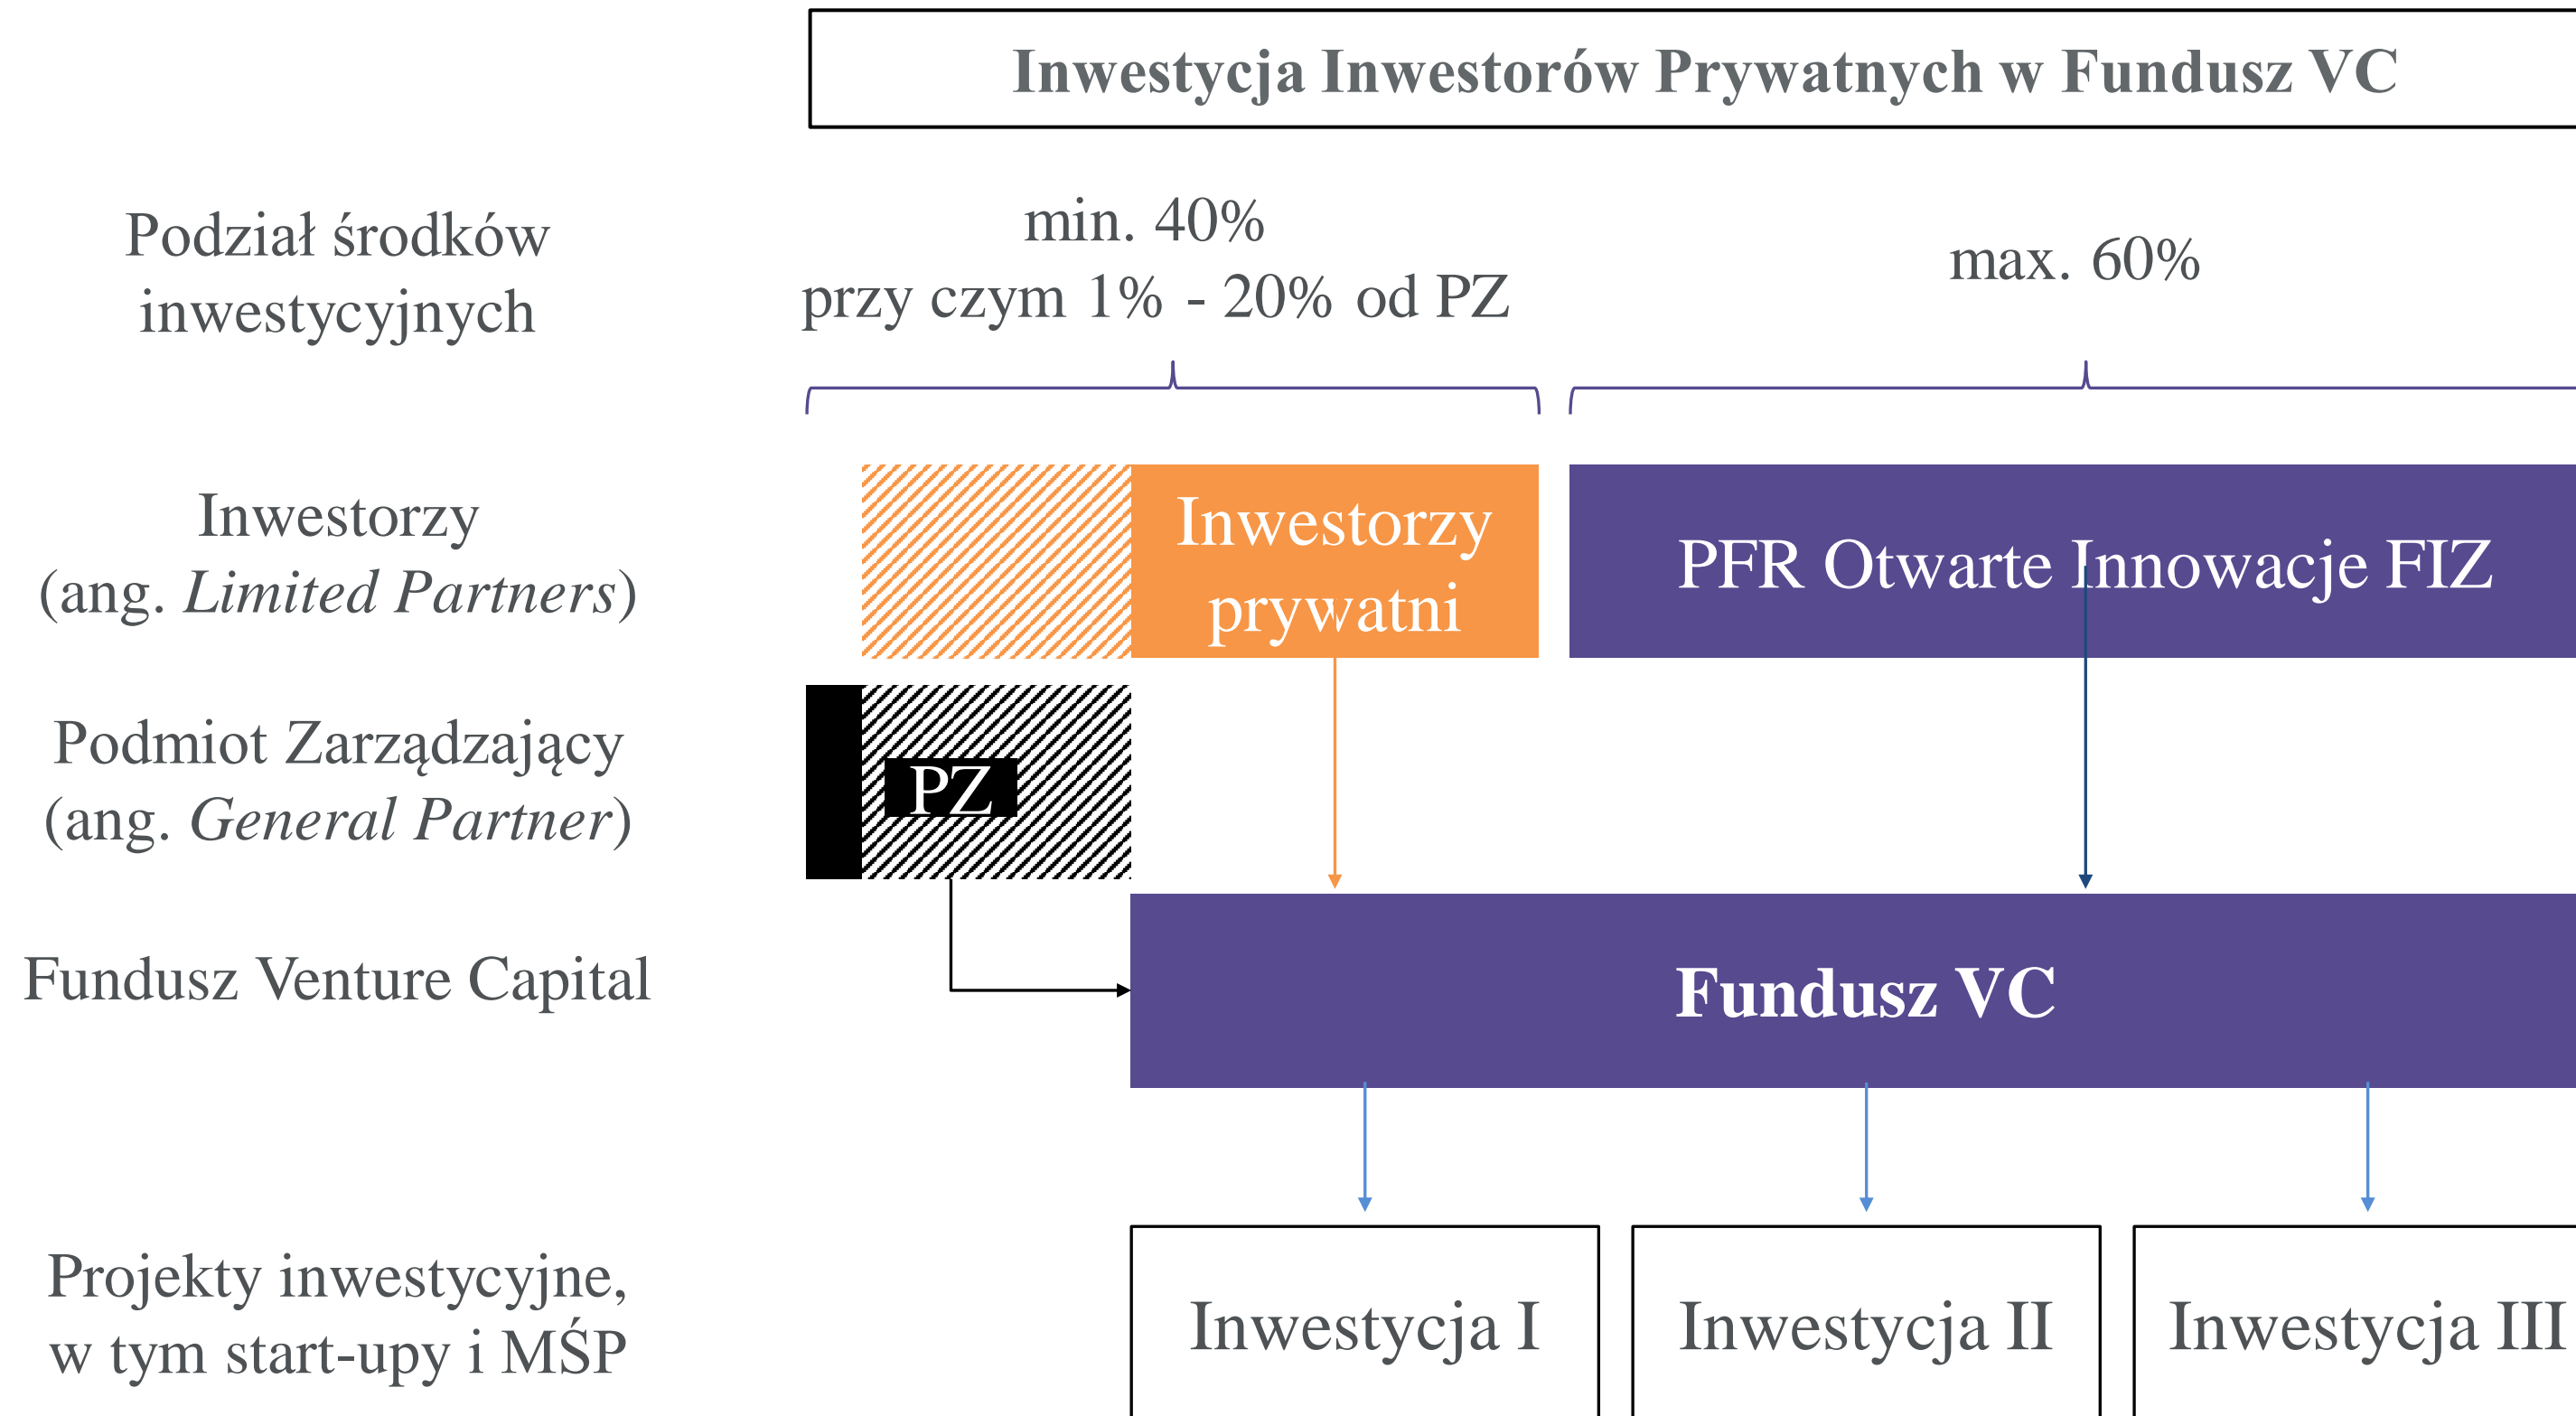 Inwestycja Inwestorów Prywatnych w Fundusz VC
Podział środków
inwestycyjnych
min. 40%
przy czym 1% - 20% od PZ
max. 60%
Inwestorzy
(ang. Limited Partners)
Inwestorzy
prywatni
PFR Otwarte Innowacje FIZ
Podmiot Zarządzający
(ang. General Partner)
PZ
Fundusz Venture Capital
Fundusz VC
Projekty inwestycyjne,
w tym start-upy i MŚP
Inwestycja I
Inwestycja II
Inwestycja III